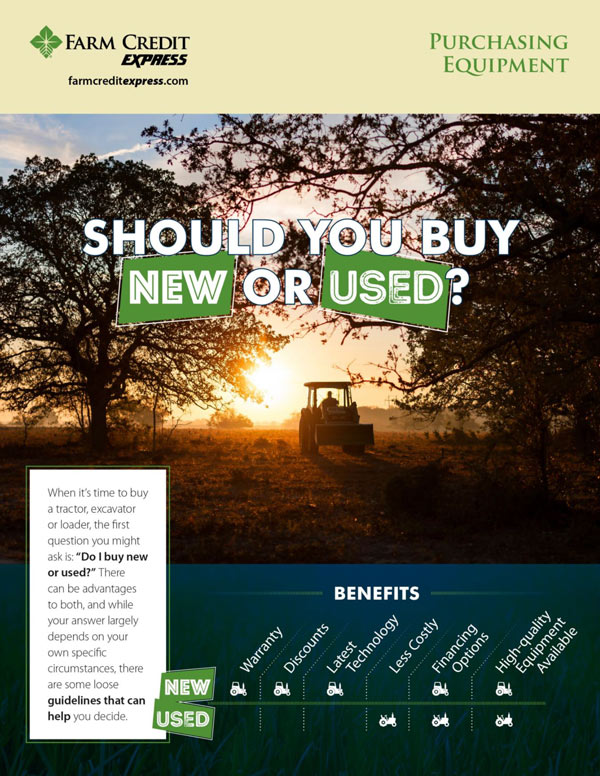 FARM CREDIT
EXPRESS
farmcreditexpress.com
PURCHASING
EQUIPMENT
SHOULD YOU BUY
NEW OR USED?
When it's time to buy
a tractor, excavator
or loader, the first
question you might
ask is: "Do I buy new
or used?" There
can be advantages
to both, and while
your answer largely
depends on your
own specific
circumstances, there
are some loose
guidelines that can
help you decide.
BENEFITS
Warranty
Discounts
Latest
Technology
Less Costly
Financing
Options
High-quality
Equipment
Available
NEW
USED